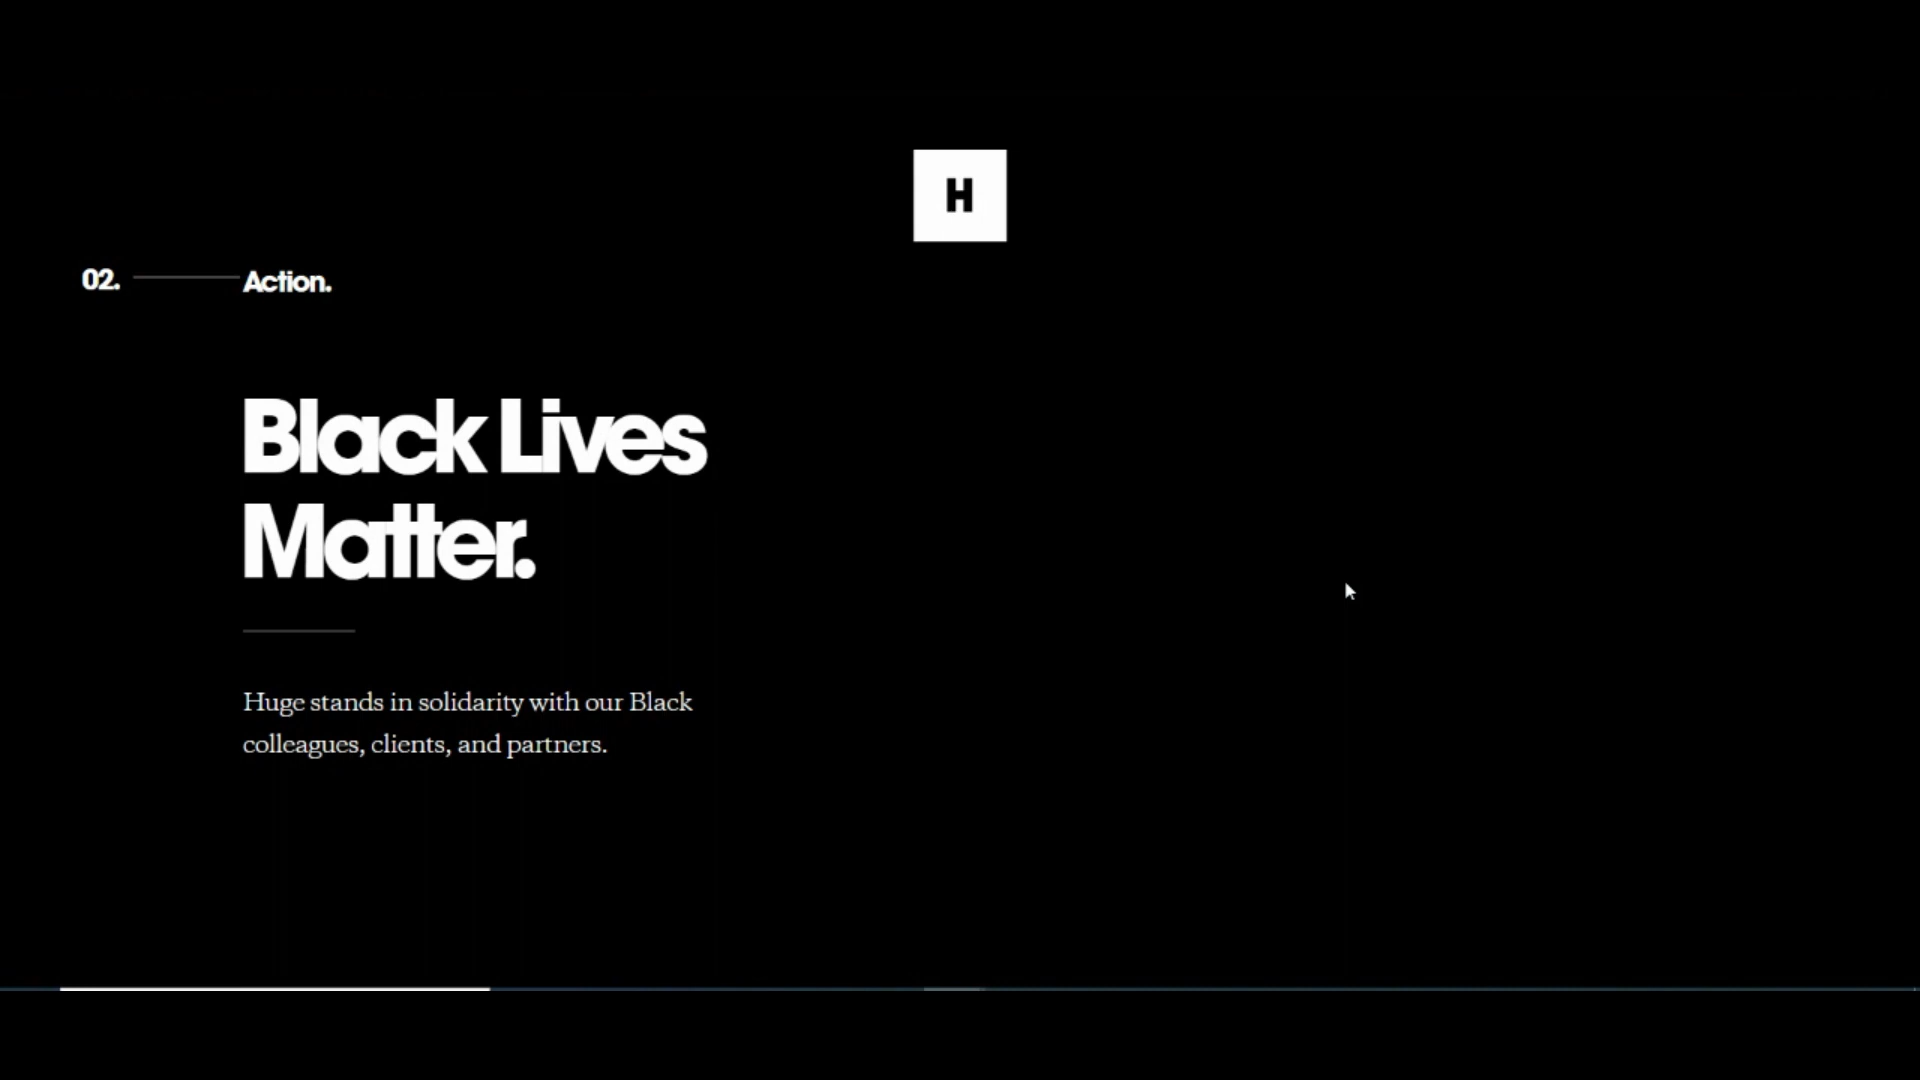 H
02. Action.
Black Lives
Matter.
Huge stands in solidarity with our Black
colleagues, clients, and partners.